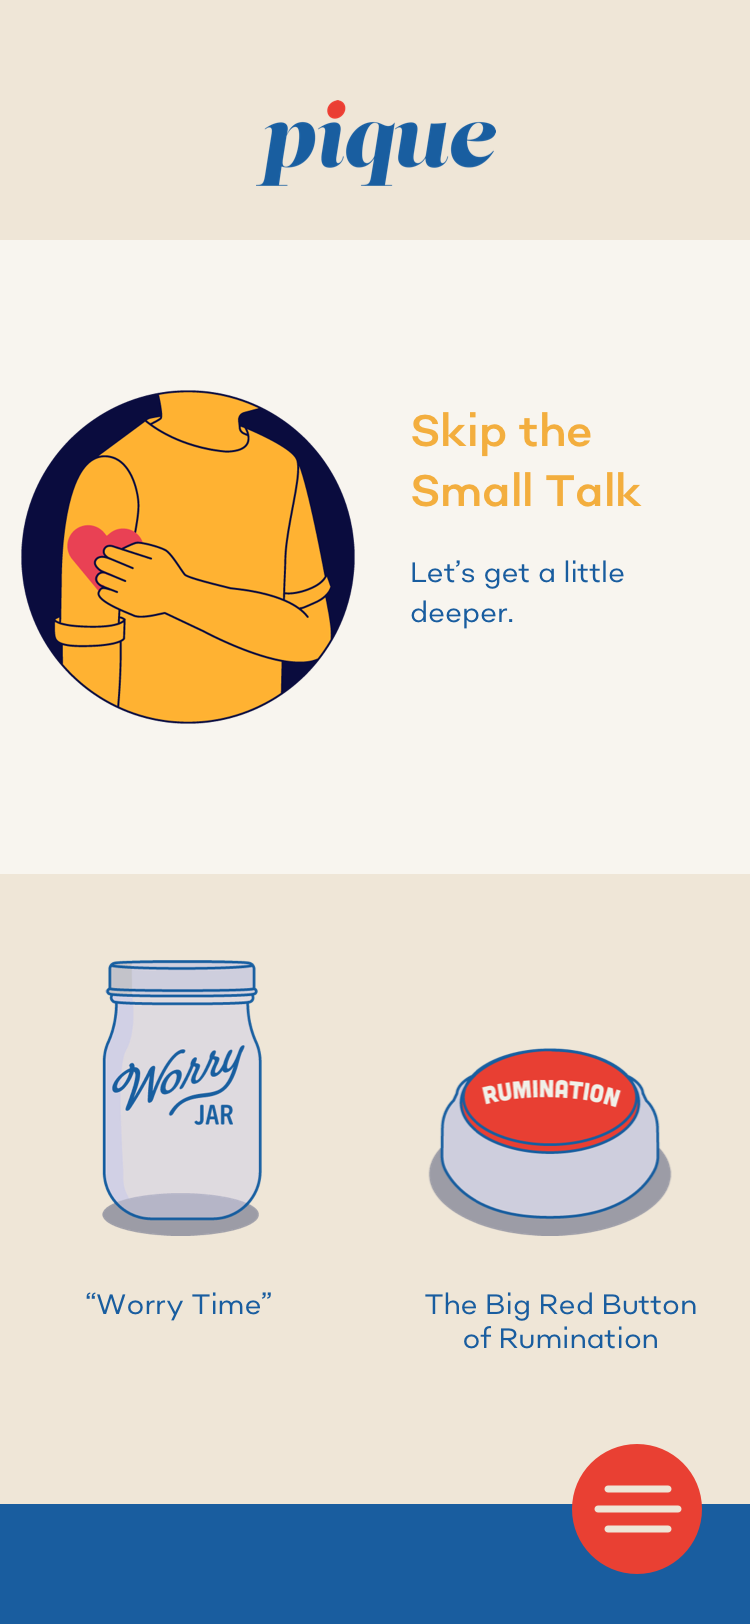 pique
Skip the
Small Talk
Let’s get a little
deeper.
Worry
JAR
RUMINATION
“Worry Time”
The Big Red Button
of Rumination